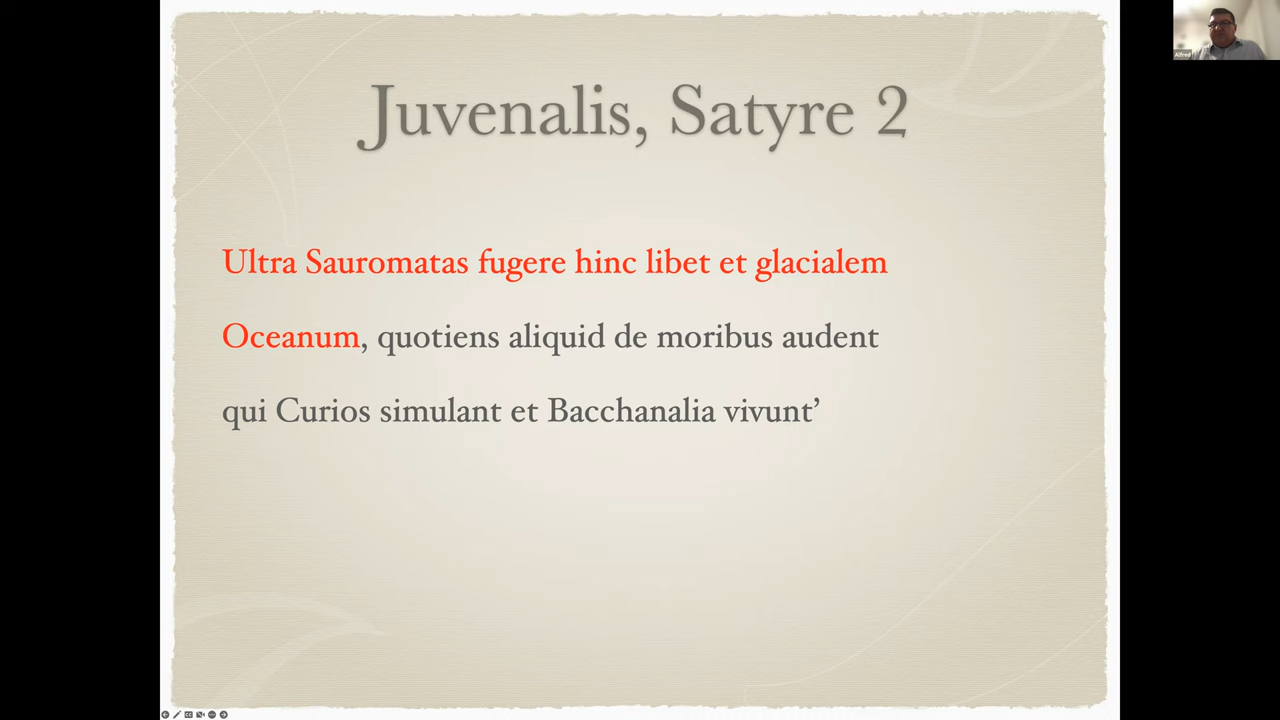 Juvenalis, Satyre 2
Ultra Sauromatas fugere hinc libet et glacialem
Oceanum, quotiens aliquid de moribus audent
qui Curios simulant et Bacchanalia vivunt’
Alfred